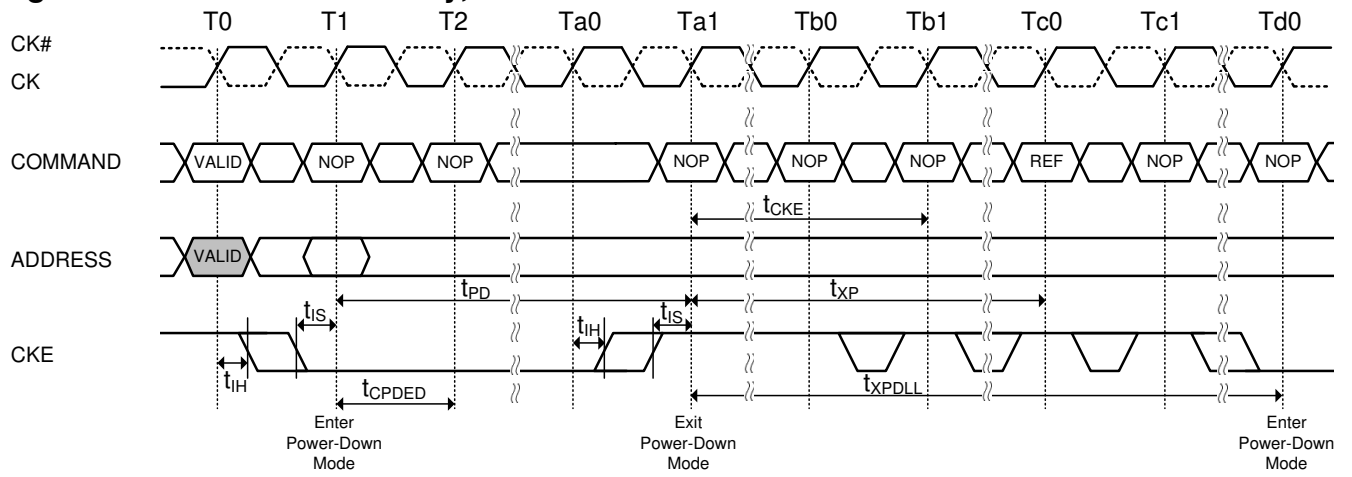 T0 T1 T2 Ta0 Ta1 Tb0 Tb1 Tc0 Tc1 Td0
CK#
CK
COMMAND VALID NOP NOP NOP NOP NOP REF NOP NOP
tCKE
ADDRESS VALID
tPD tXP
tIS tIH tIS
CKE
tIH tCPDED tXPDLL
Enter Power-Down Mode
Exit Power-Down Mode
Enter Power-Down Mode